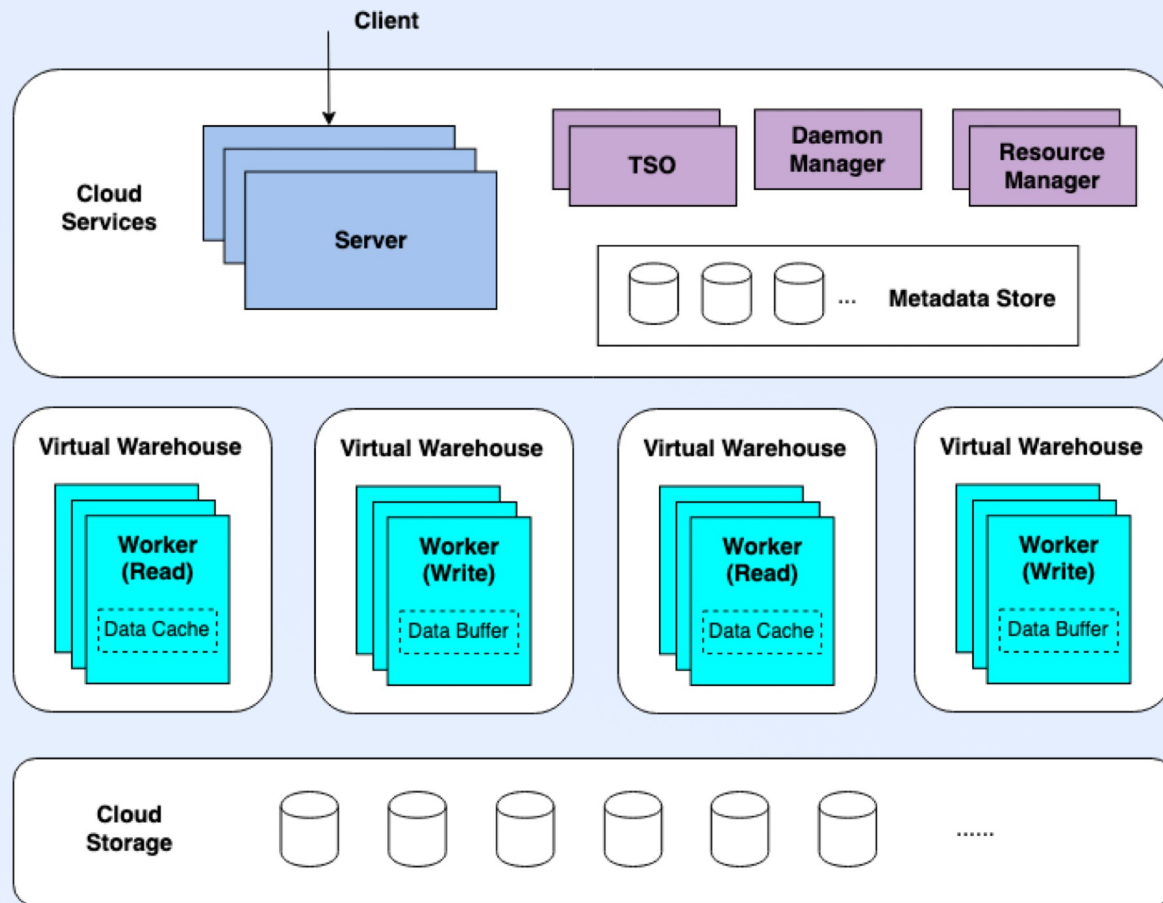 Client
Cloud
Services
Server
TSO
Daemon
Manager
Resource
Manager
...
Metadata Store
Virtual Warehouse
Worker
(Read)
Data Cache
Virtual Warehouse
Worker
(Write)
Data Buffer
Virtual Warehouse
Worker
(Read)
Data Cache
Virtual Warehouse
Worker
(Write)
Data Buffer
Cloud
Storage
......